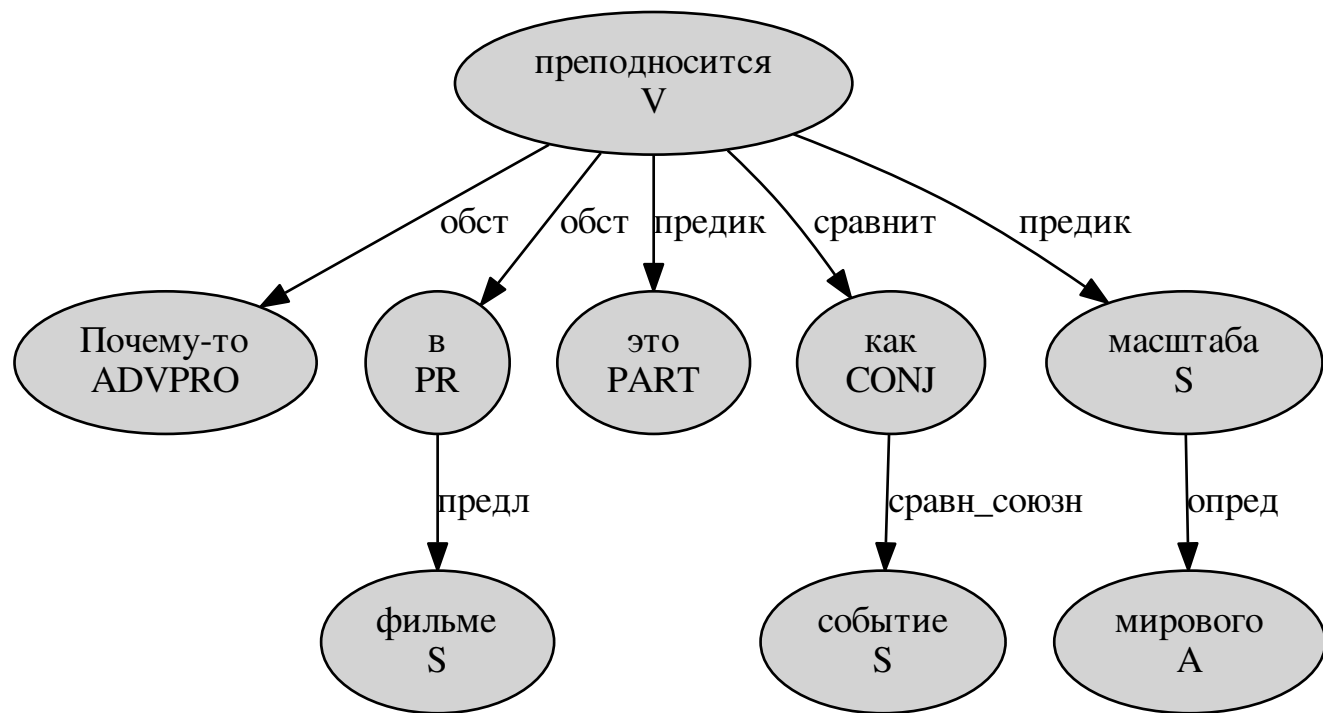 преподносится
V
обст
обст
предик
сравнит
предик
Почему-то
ADVPRO
в
PR
это
PART
как
CONJ
масштаба
S
предл
сравн_союзн
опред
фильме
S
событие
S
мирового
A